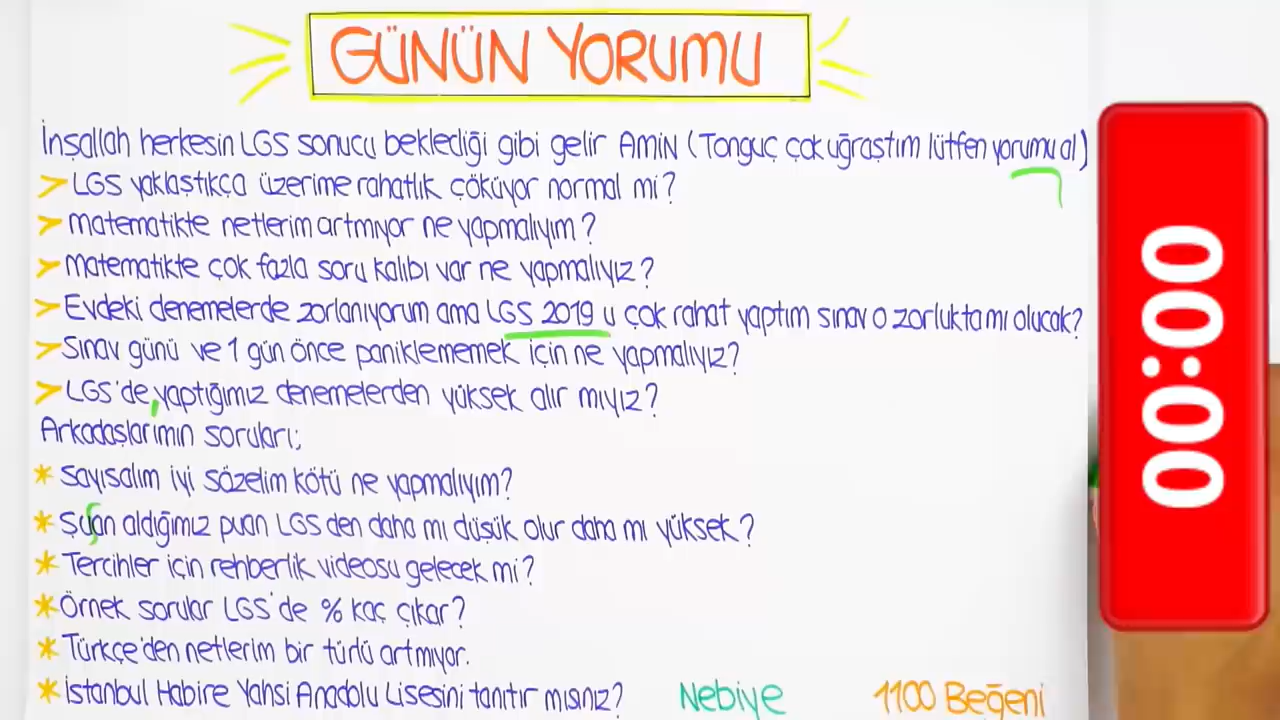 GÜNÜN YORUMU
İnşallah herkesin LGS sonucu beklediği gibi gelir AMİN (Tonguç çok uğraştım lütfen yorumu al)
> LGS yaklaştıkça üzerime rahatlık çöküyor normal mi?
> Matematikte netlerim artmıyor ne yapmalıyım?
> Matematikte çok fazla soru kalıbı var ne yapmalıyız?
> Evdeki denemelerde zorlanıyorum ama LGS 2019 u çok rahat yaptım sınav o zorlukta mı olucak?
> Sınav günü ve 1 gün önce paniklememek için ne yapmalıyız?
> LGS'de, yaptığımız denemelerden yüksek alır mıyız?
Arkadaşlarımın soruları;
* Sayısalım iyi sözelim kötü ne yapmalıyım?
* Şuan aldığımız puan LGS den daha mı düşük olur daha mı yüksek?
* Tercihler için rehberlik videosu gelecek mi?
* Örnek sorular LGS'de % kaç çıkar?
* Türkçe'den netlerim bir türlü artmıyor.
* İstanbul Habire Yahsi Anadolu Lisesini tanıtır mısınız? Nebiye 1100 Beğeni
00:00